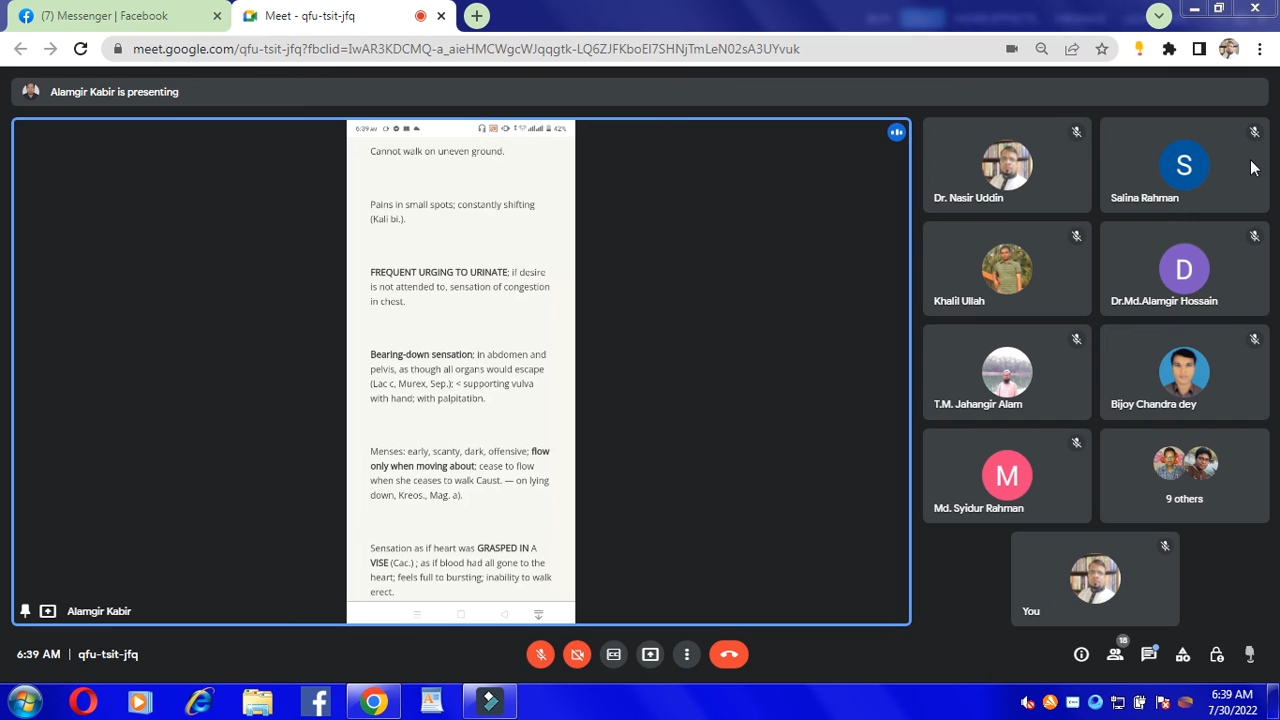 (7) Messenger | Facebook
Meet - qfu-tsit-jfq
meet.google.com/qfu-tsit-jfq?fbclid=IwAR3KDCMQ-a_aieHMCWgcWJqqgtk-LQ6ZJFKboEl7SHNjTmLeN02sA3UYvuk
Alamgir Kabir is presenting
6:39 AM
42%
Cannot walk on uneven ground.
Pains in small spots; constantly shifting
(Kali bi.).
FREQUENT URGING TO URINATE; if desire
is not attended to, sensation of congestion
in chest.
Bearing-down sensation; in abdomen and
pelvis, as though all organs would escape
(Lac c, Murex, Sep.); < supporting vulva
with hand; with palpitatibn.
Menses: early, scanty, dark, offensive; flow
only when moving about; cease to flow
when she ceases to walk Caust. — on lying
down, Kreos., Mag. a).
Sensation as if heart was GRASPED IN A
VISE (Cac.) ; as if blood had all gone to the
heart; feels full to bursting; inability to walk
erect.
Alamgir Kabir
Dr. Nasir Uddin
S
Salina Rahman
Khalil Ullah
D
Dr.Md.Alamgir Hossain
T.M. Jahangir Alam
Bijoy Chandra dey
M
Md. Syidur Rahman
9 others
You
6:39 AM | qfu-tsit-jfq
18
6:39 AM
7/30/2022